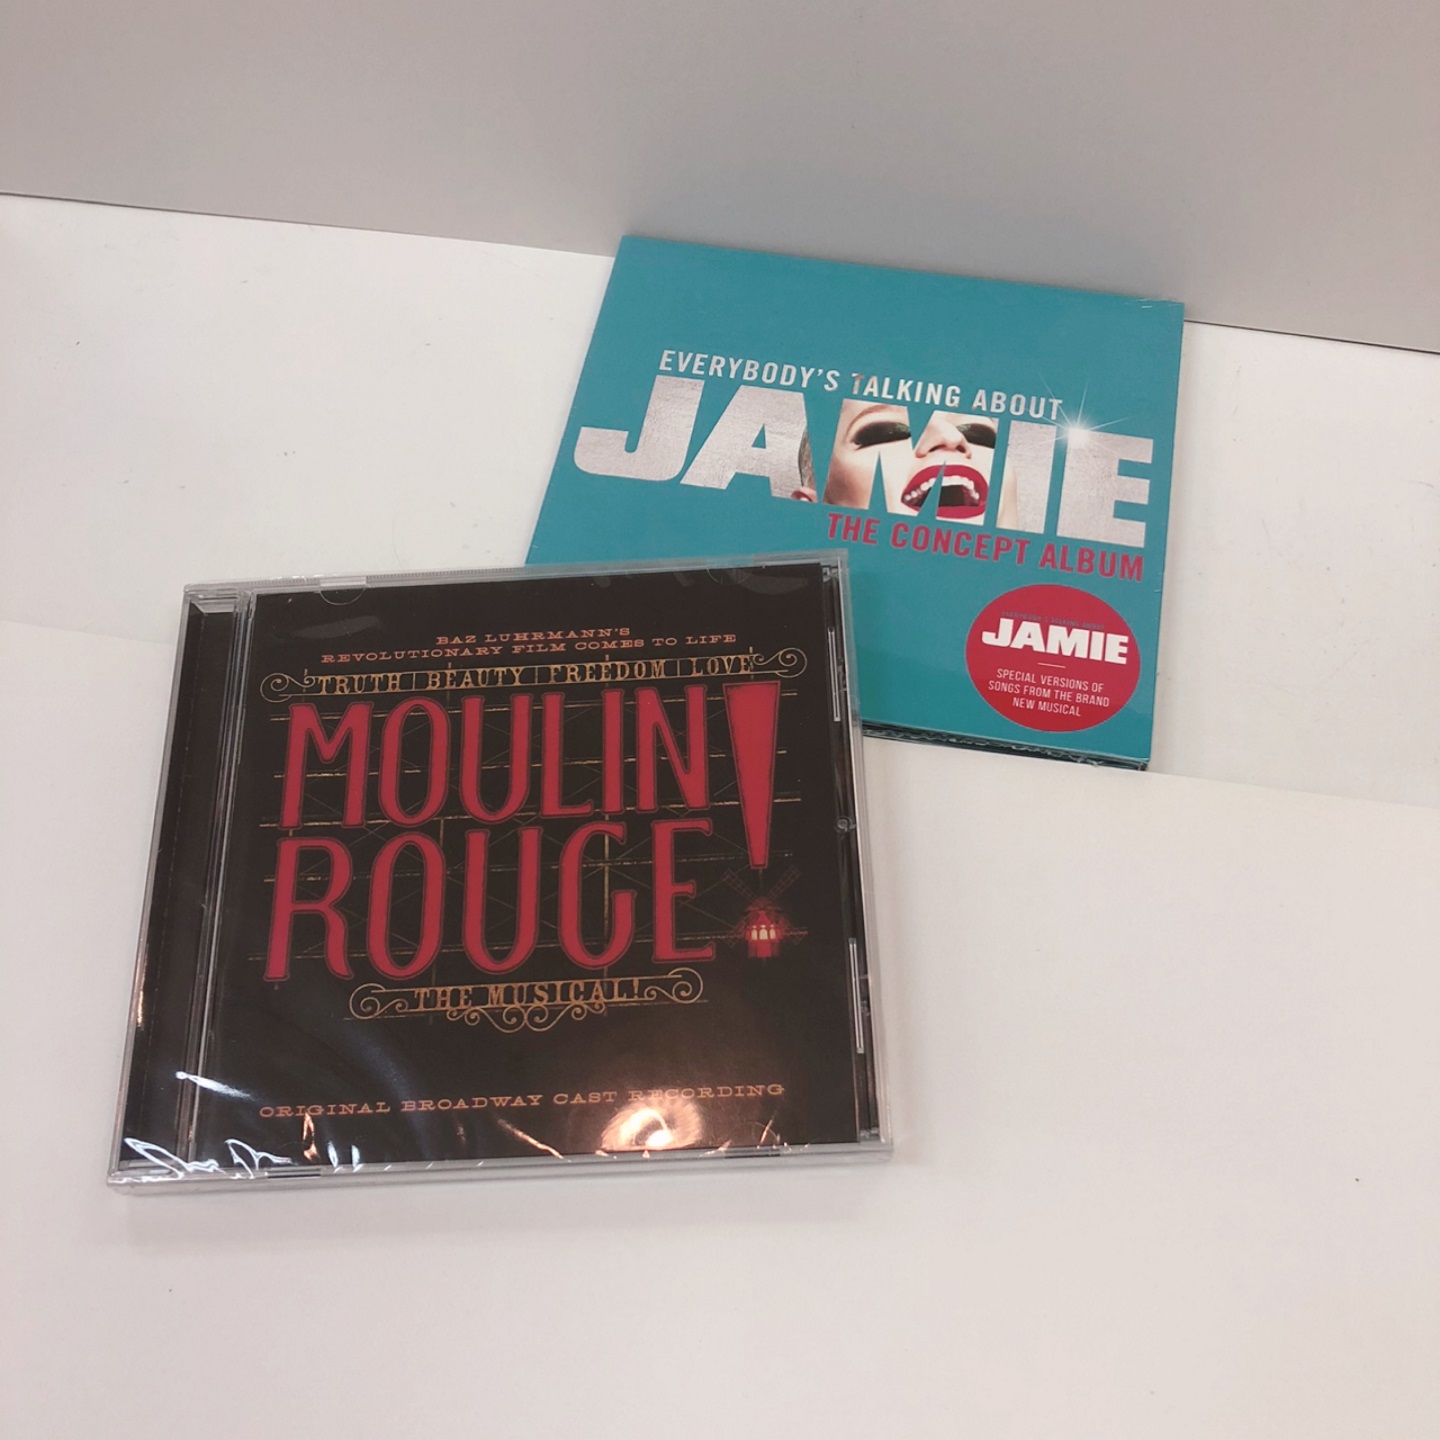 EVERYBODY'S TALKING ABOUT
JAMIE
THE CONCEPT ALBUM
JAMIE
SPECIAL VERSIONS OF
SONGS FROM THE BRAND
NEW MUSICAL
BAZ LUHRMANN'S
REVOLUTIONARY FILM COMES TO LIFE
TRUTH | BEAUTY | FREEDOM | LOVE
MOULIN
ROUGE!
THE MUSICAL!
ORIGINAL BROADWAY CAST RECORDING